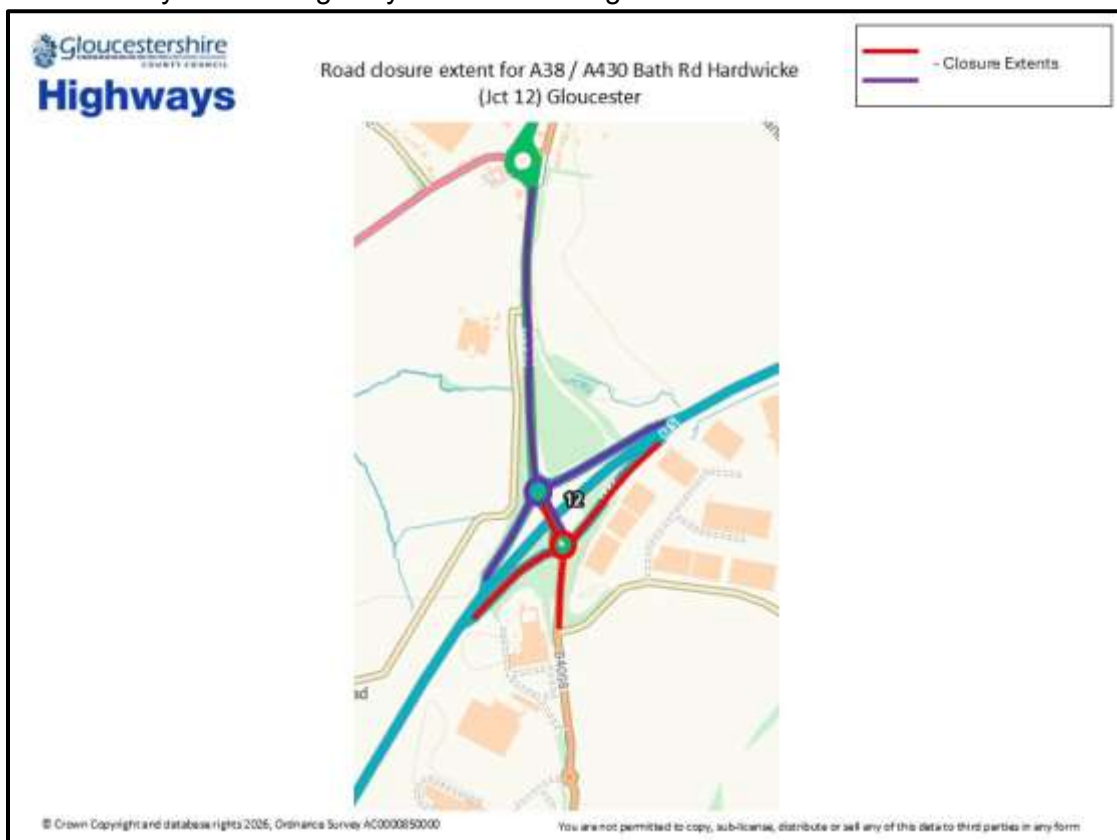 Gloucestershire
COUNTY COUNCIL
Highways
Road closure extent for A38 / A430 Bath Rd Hardwicke
(Jct 12) Gloucester
- Closure Extents
12
B4008
ad
© Crown Copyright and database rights 2026, Ordnance Survey AC0000850000
You are not permitted to copy, sub-license, distribute or sell any of this data to third parties in any form